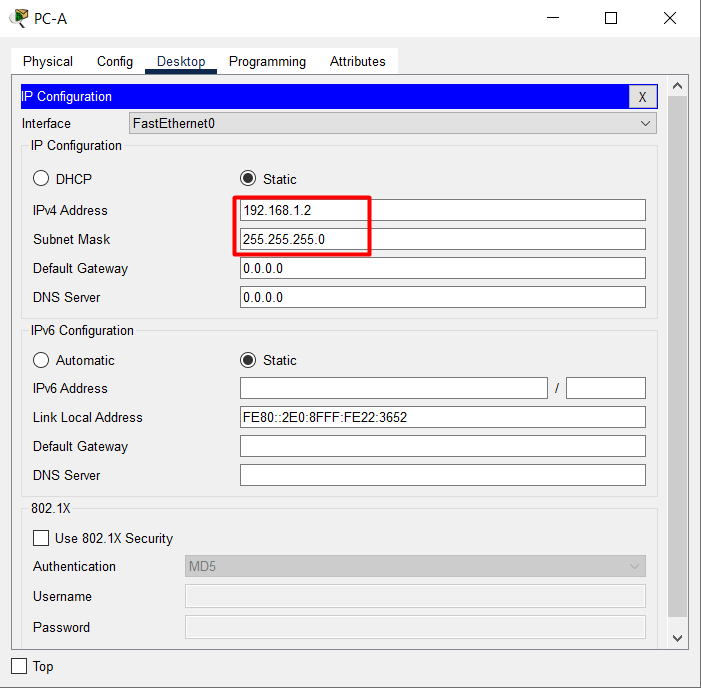 PC-A
Physical Config Desktop Programming Attributes
IP Configuration X
Interface FastEthernet0
IP Configuration
DHCP Static
IPv4 Address 192.168.1.2
Subnet Mask 255.255.255.0
Default Gateway 0.0.0.0
DNS Server 0.0.0.0
IPv6 Configuration
Automatic Static
IPv6 Address /
Link Local Address FE80::2E0:8FFF:FE22:3652
Default Gateway
DNS Server
802.1X
Use 802.1X Security
Authentication MD5
Username
Password
Top